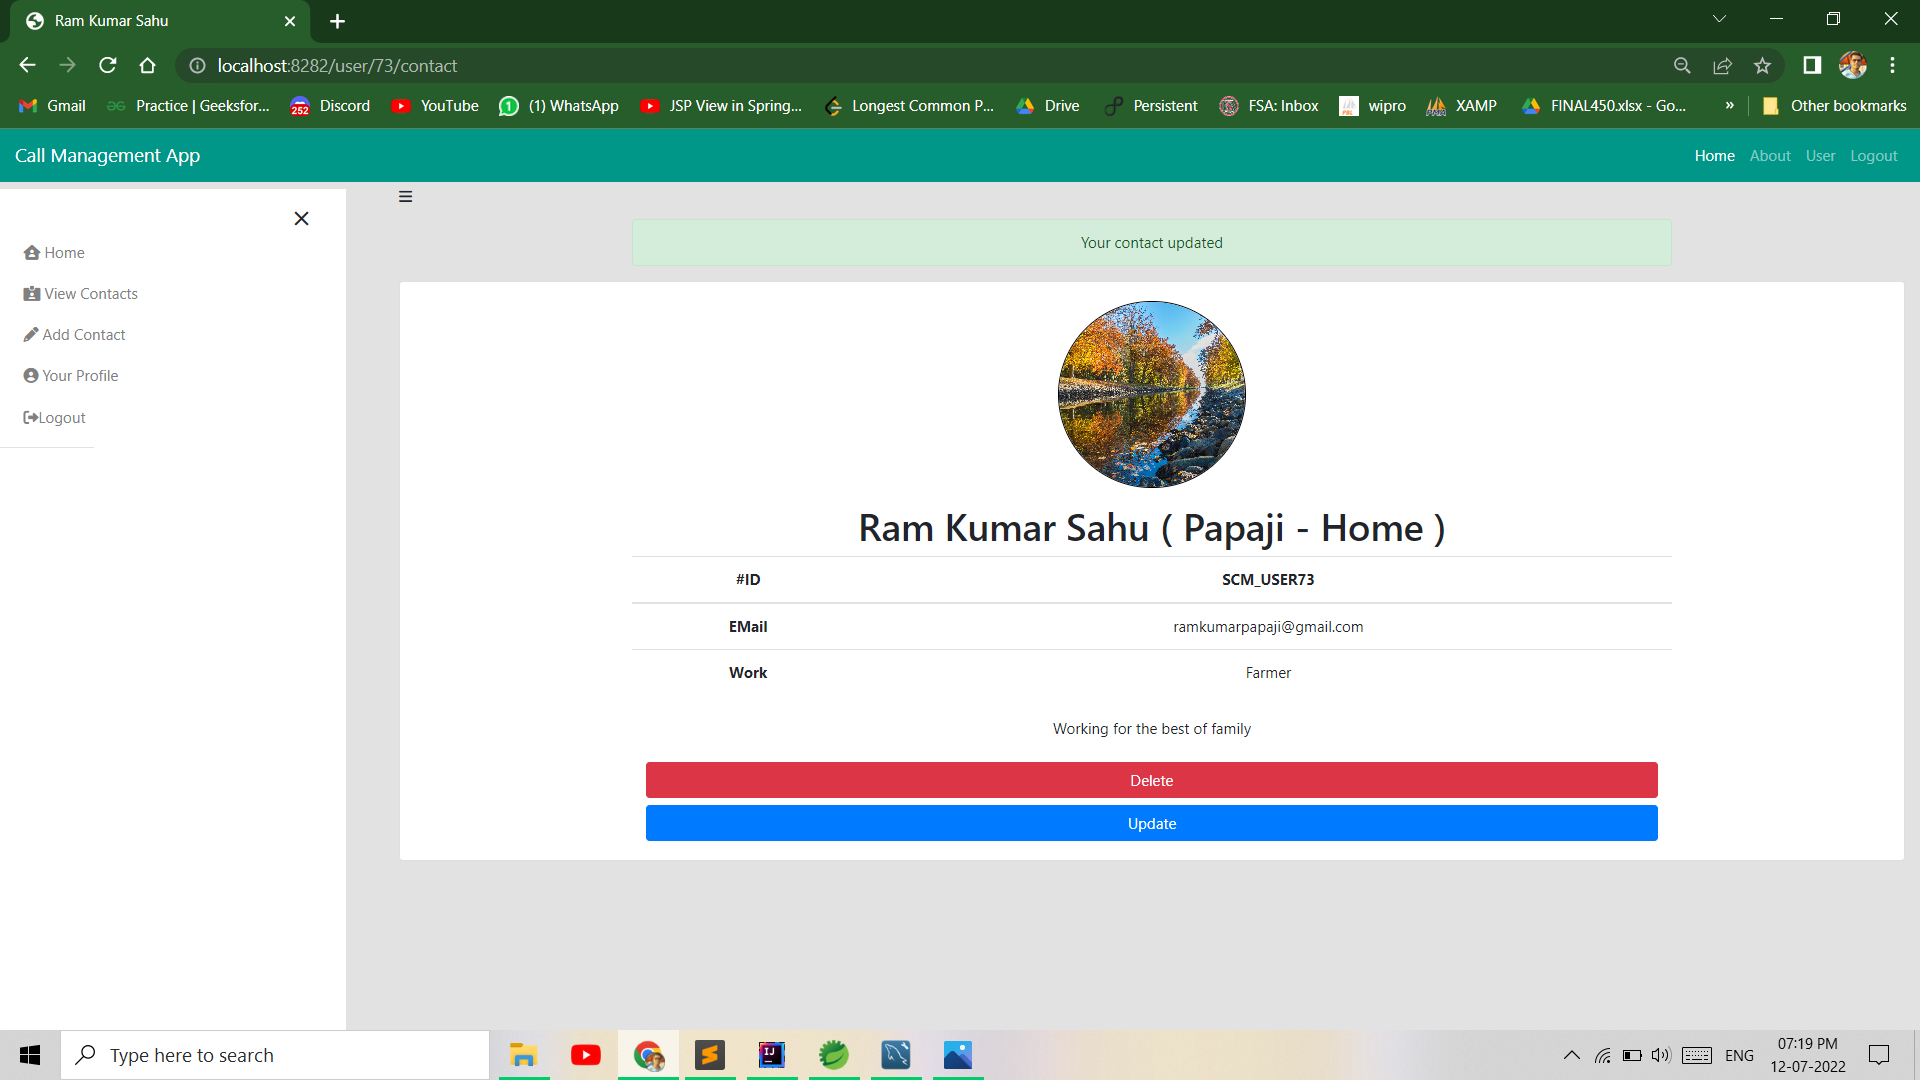 Ram Kumar Sahu
localhost:8282/user/73/contact
Gmail Practice | Geeksfor... Discord YouTube (1) WhatsApp JSP View in Spring... Longest Common P... Drive Persistent FSA: Inbox wipro XAMP FINAL450.xlsx - Go... » Other bookmarks
252
Call Management App
Home About User Logout
Your contact updated
Home
View Contacts
Add Contact
Your Profile
Logout
Ram Kumar Sahu ( Papaji - Home )
#ID SCM_USER73
EMail ramkumarpapaji@gmail.com
Work Farmer
Working for the best of family
Delete
Update
Type here to search
IJ
ENG
07:19 PM
12-07-2022